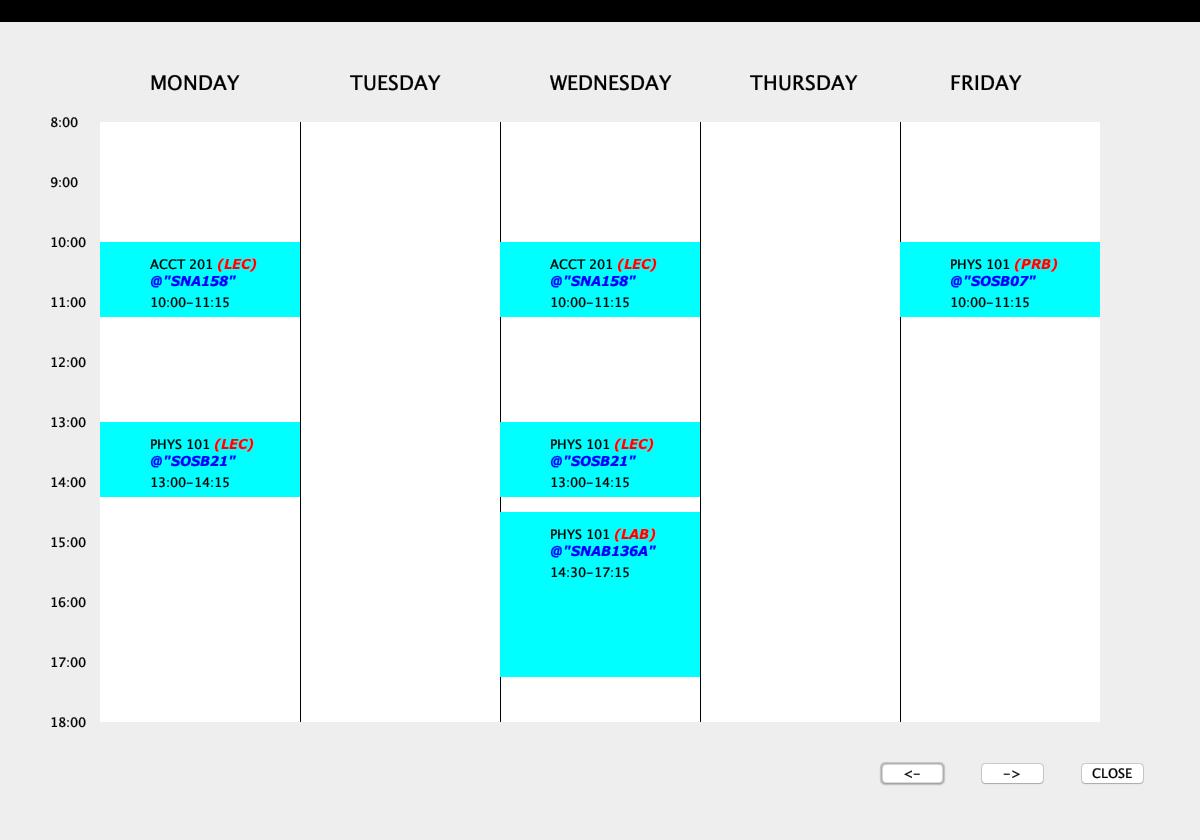 MONDAY TUESDAY WEDNESDAY THURSDAY FRIDAY
8:00
9:00
10:00
ACCT 201 (LEC) ACCT 201 (LEC) PHYS 101 (PRB)
@"SNA158" @"SNA158" @"SOSB07"
11:00 10:00-11:15 10:00-11:15 10:00-11:15
12:00
13:00
PHYS 101 (LEC) PHYS 101 (LEC)
@"SOSB21" @"SOSB21"
14:00 13:00-14:15 13:00-14:15
PHYS 101 (LAB)
15:00 @"SNAB136A"
14:30-17:15
16:00
17:00
18:00
<- -> CLOSE